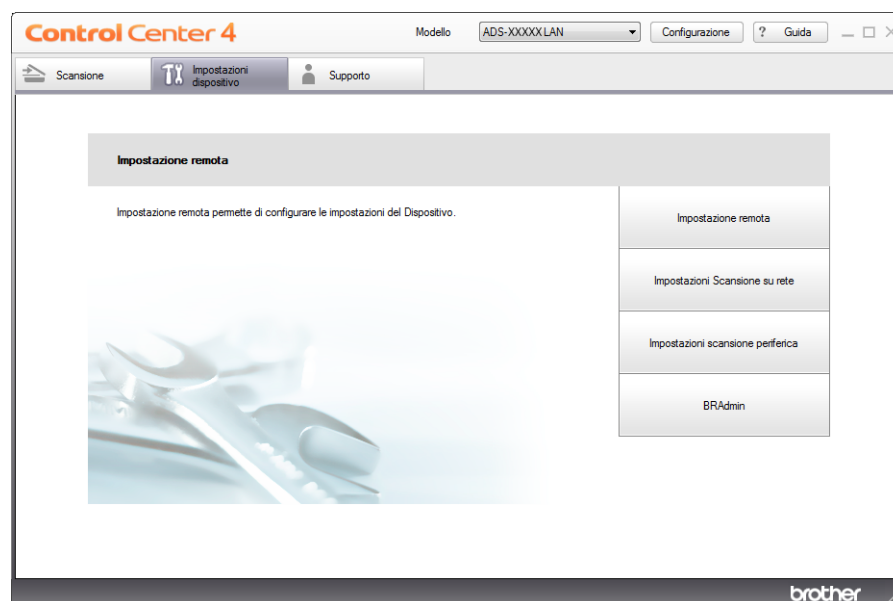 Control Center 4
Modello
ADS-XXXXX LAN
Configurazione
? Guida
Scansione
Impostazioni
dispositivo
Supporto
Impostazione remota
Impostazione remota permette di configurare le impostazioni del Dispositivo.
Impostazione remota
Impostazioni Scansione su rete
Impostazioni scansione periferica
BRAdmin
brother